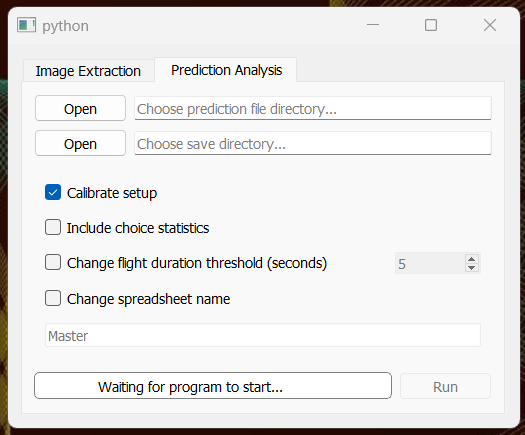 python
Image Extraction
Prediction Analysis
Open
Choose prediction file directory...
Open
Choose save directory...
Calibrate setup
Include choice statistics
Change flight duration threshold (seconds)
5
Change spreadsheet name
Master
Waiting for program to start...
Run